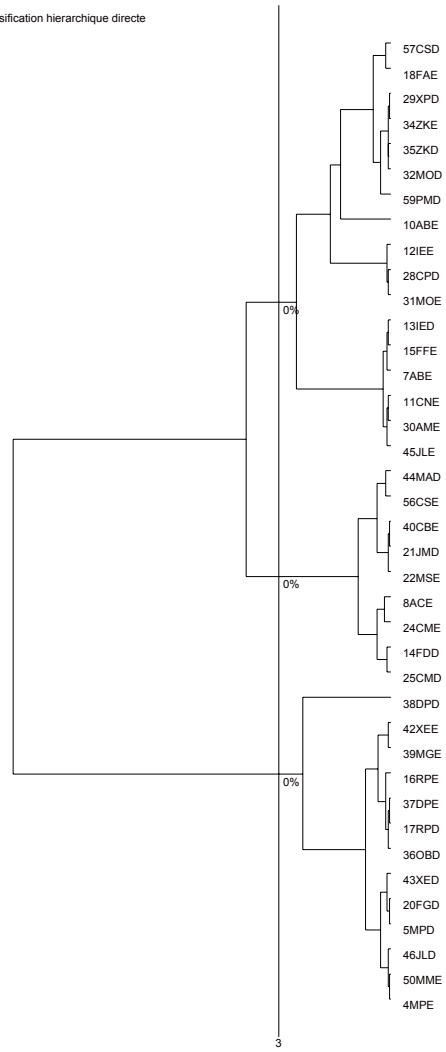 sification hierarchique directe
57CSD
18FAE
29XPD
34ZKE
35ZKD
32MOD
59PMD
10ABE
12IEE
28CPD
31MOE
0%
13IED
15FFE
7ABE
11CNE
30AME
45JLE
44MAD
56CSE
40CBE
21JMD
22MSE
0%
8ACE
24CME
14FDD
25CMD
38DPD
42XEE
39MGE
16RPE
0%
37DPE
17RPD
36OBD
43XED
20FGD
5MPD
46JLD
50MME
4MPE
3